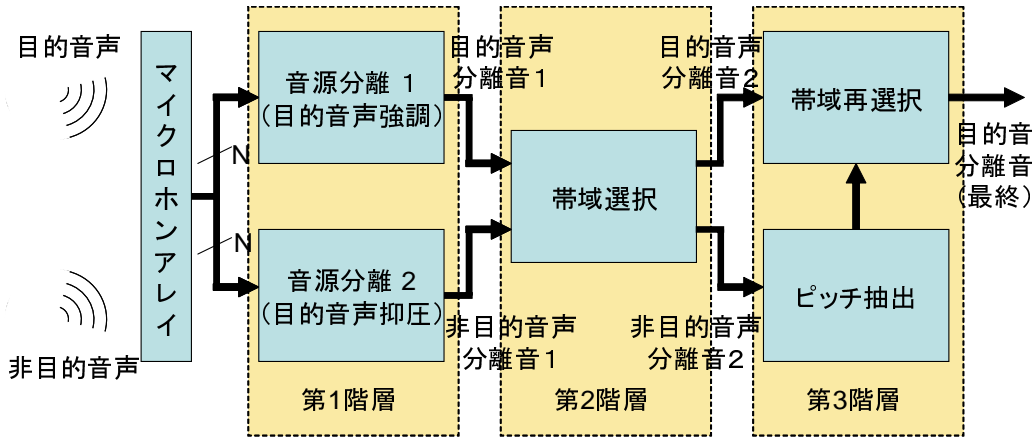 目的音声
非目的音声
マイクロホンアレイ
N
N
音源分離 1
(目的音声強調)
音源分離 2
(目的音声抑圧)
第1階層
目的音声
分離音1
非目的音声
分離音1
帯域選択
第2階層
目的音声
分離音2
非目的音声
分離音2
帯域再選択
ピッチ抽出
第3階層
目的音
分離音
(最終)